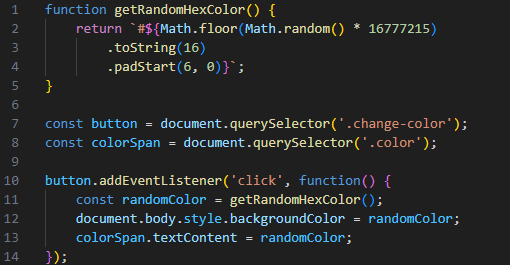 1 function getRandomHexColor() {
2     return `#${Math.floor(Math.random() * 16777215)
3         .toString(16)
4         .padStart(6, 0)}`;
5 }
6
7 const button = document.querySelector('.change-color');
8 const colorSpan = document.querySelector('.color');
9
10 button.addEventListener('click', function() {
11     const randomColor = getRandomHexColor();
12     document.body.style.backgroundColor = randomColor;
13     colorSpan.textContent = randomColor;
14 });